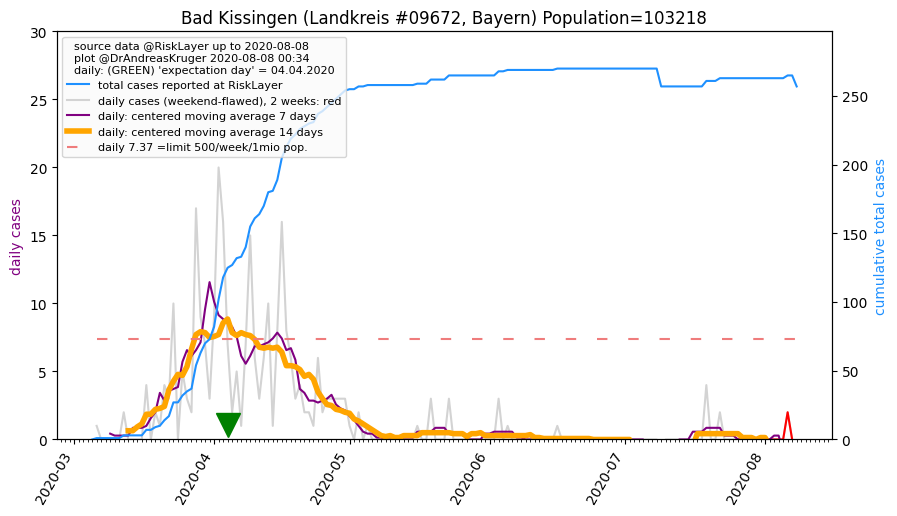 Bad Kissingen (Landkreis #09672, Bayern) Population=103218
source data @RiskLayer up to 2020-08-08
plot @DrAndreasKruger 2020-08-08 00:34
daily: (GREEN) 'expectation day' = 04.04.2020
total cases reported at RiskLayer
daily cases (weekend-flawed), 2 weeks: red
daily: centered moving average 7 days
daily: centered moving average 14 days
daily 7.37 =limit 500/week/1mio pop.
daily cases
30
25
20
15
10
5
0
cumulative total cases
250
200
150
100
50
0
2020-03
2020-04
2020-05
2020-06
2020-07
2020-08